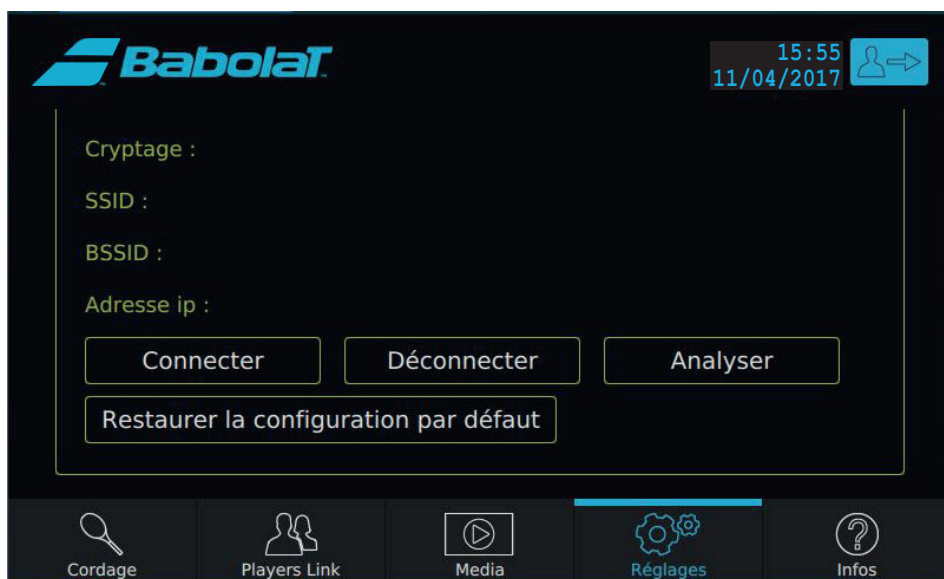 Babolat
15:55
11/04/2017
Cryptage :
SSID :
BSSID :
Adresse ip :
Connecter Déconnecter Analyser
Restaurer la configuration par défaut
Cordage Players Link Media Réglages Infos